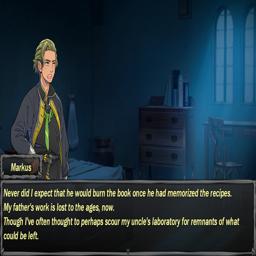 Markus
Never did I expect that he would burn the book once he had memorized the recipes.
My father's work is lost to the ages, now.
Though I've often thought to perhaps scour my uncle's laboratory for remnants of what
could be left.